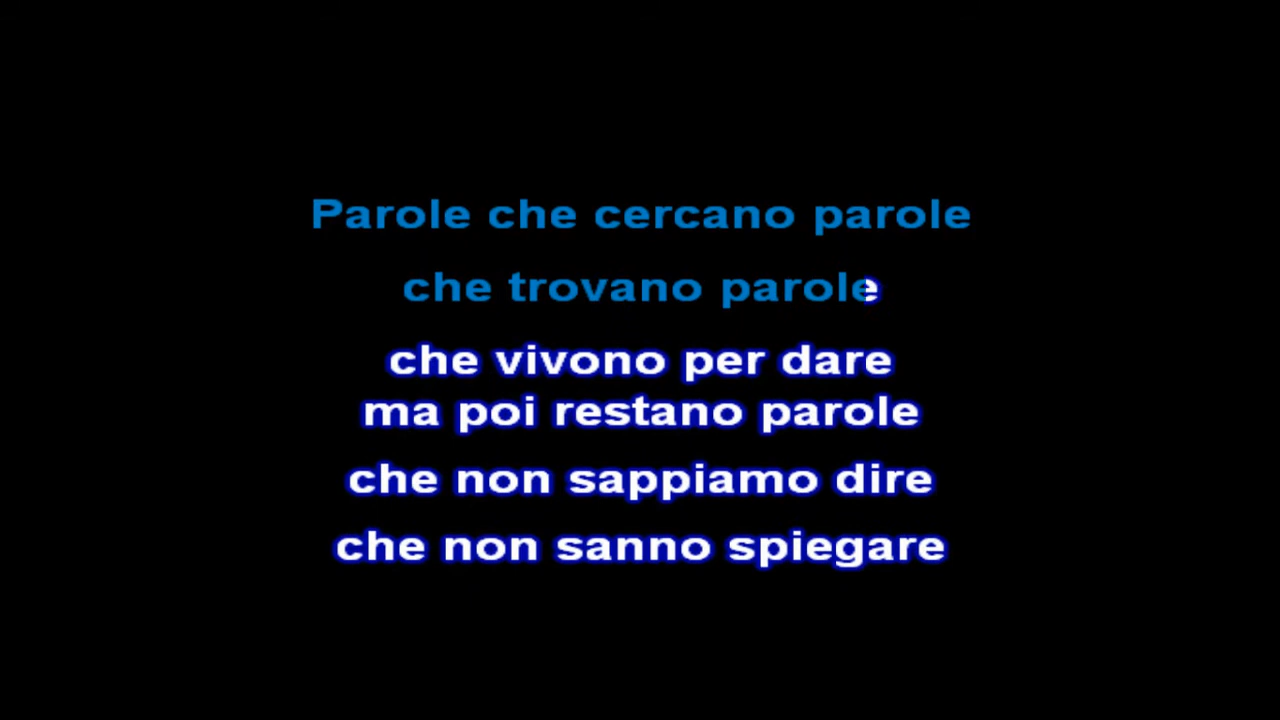 Parole che cercano parole
che trovano parole
che vivono per dare
ma poi restano parole
che non sappiamo dire
che non sanno spiegare